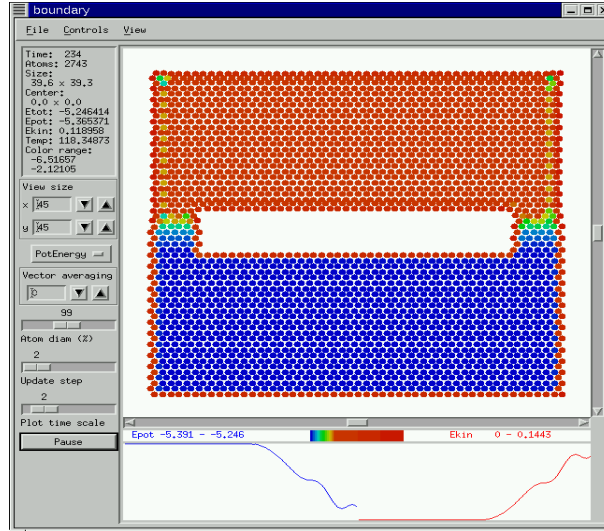 boundary
File Controls View
Time: 234
Atoms: 2743
Size:
39.6 x 39.3
Center:
0.0 x 0.0
Etot: -5.246414
Epot: -5.365371
Ekin: 0.118958
Temp: 118.34873
Color range:
-6.51657
-2.12105
View size
x 45
y 45
PotEnergy
Vector averaging
99
Atom diam (%)
2
Update step
2
Plot time scale
Pause
Epot -5.391 - -5.246
Ekin 0 - 0.1443